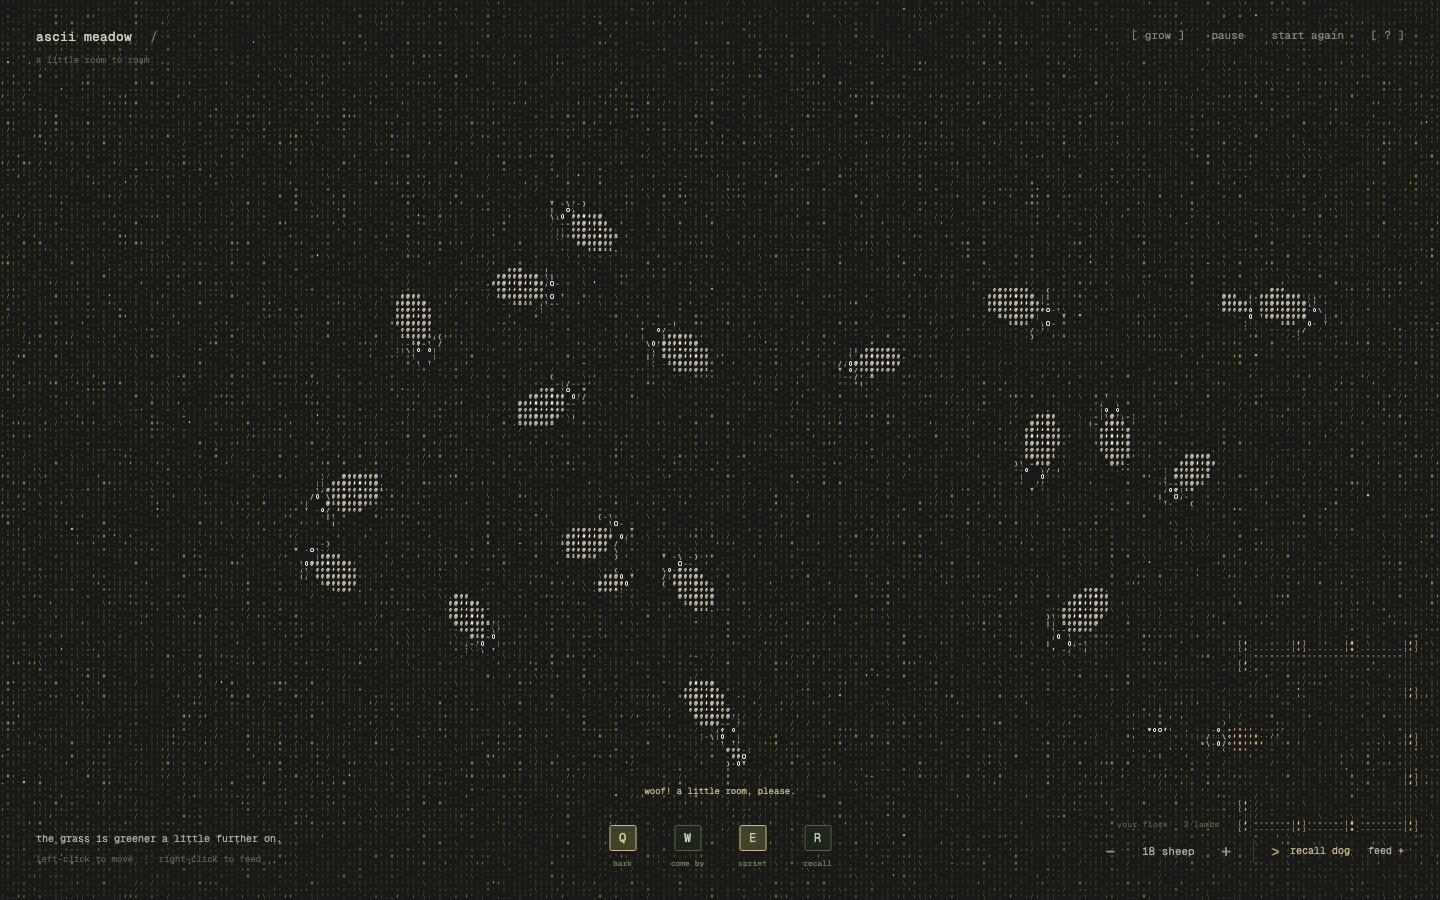 ascii meadow /
[ grow ] pause start again [ ? ]
a little room to roam
woof
woof! a little room, please.
your flock · 3 lambs
the grass is greener a little further on.
Q W E R
− 18 sheep + > recall dog feed +
left-click to move · right-click to feed
bark come by sprint recall